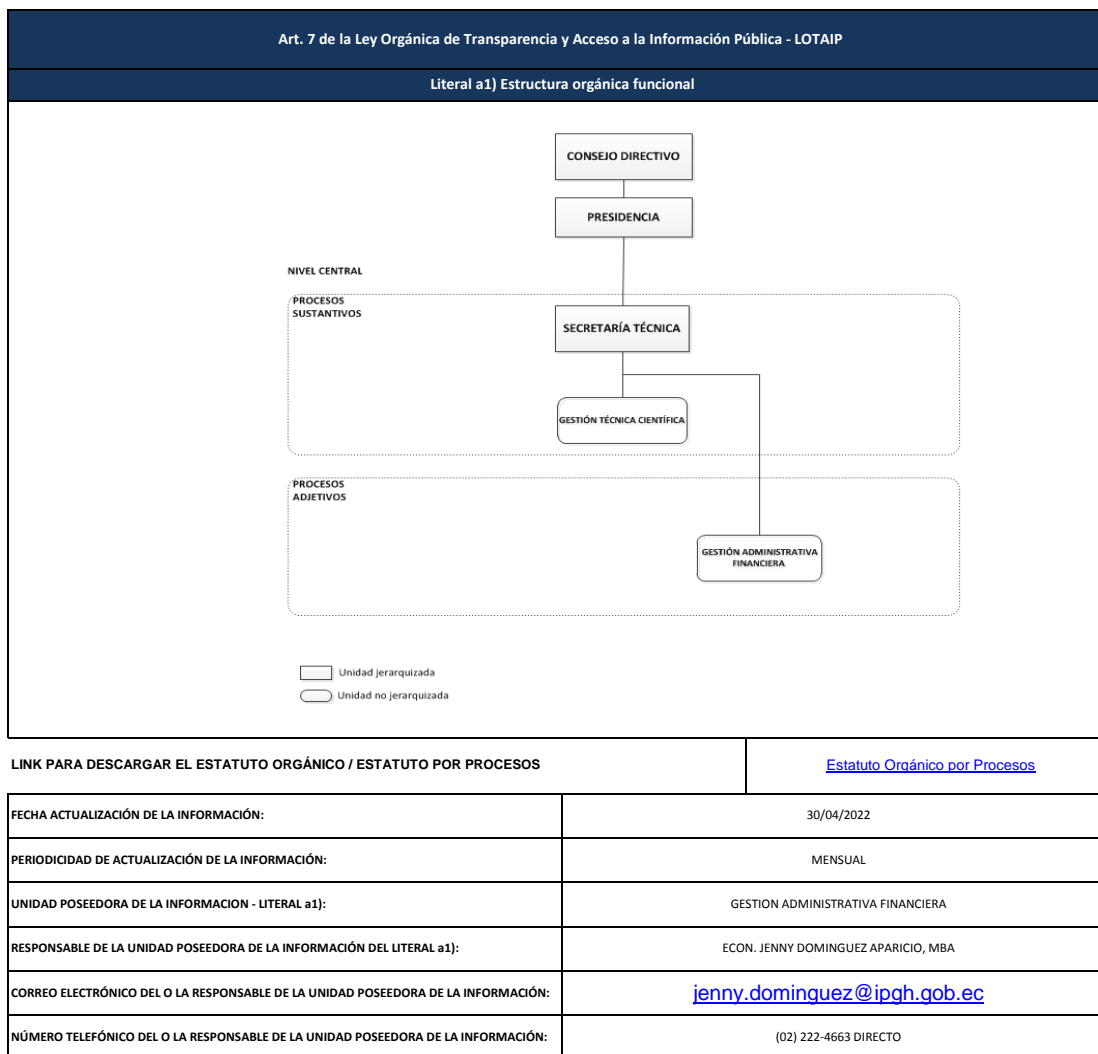 Art. 7 de la Ley Orgánica de Transparencia y Acceso a la Información Pública - LOTAIP
Literal a1) Estructura orgánica funcional
CONSEJO DIRECTIVO
PRESIDENCIA
NIVEL CENTRAL
PROCESOS
SUSTANTIVOS
SECRETARÍA TÉCNICA
GESTIÓN TÉCNICA CIENTÍFICA
PROCESOS
ADJETIVOS
GESTIÓN ADMINISTRATIVA
FINANCIERA
Unidad jerarquizada
Unidad no jerarquizada
LINK PARA DESCARGAR EL ESTATUTO ORGÁNICO / ESTATUTO POR PROCESOS Estatuto Orgánico por Procesos
FECHA ACTUALIZACIÓN DE LA INFORMACIÓN: 30/04/2022
PERIODICIDAD DE ACTUALIZACIÓN DE LA INFORMACIÓN: MENSUAL
UNIDAD POSEEDORA DE LA INFORMACION - LITERAL a1): GESTION ADMINISTRATIVA FINANCIERA
RESPONSABLE DE LA UNIDAD POSEEDORA DE LA INFORMACIÓN DEL LITERAL a1): ECON. JENNY DOMINGUEZ APARICIO, MBA
CORREO ELECTRÓNICO DEL O LA RESPONSABLE DE LA UNIDAD POSEEDORA DE LA INFORMACIÓN: jenny.dominguez@ipgh.gob.ec
NÚMERO TELEFÓNICO DEL O LA RESPONSABLE DE LA UNIDAD POSEEDORA DE LA INFORMACIÓN: (02) 222-4663 DIRECTO